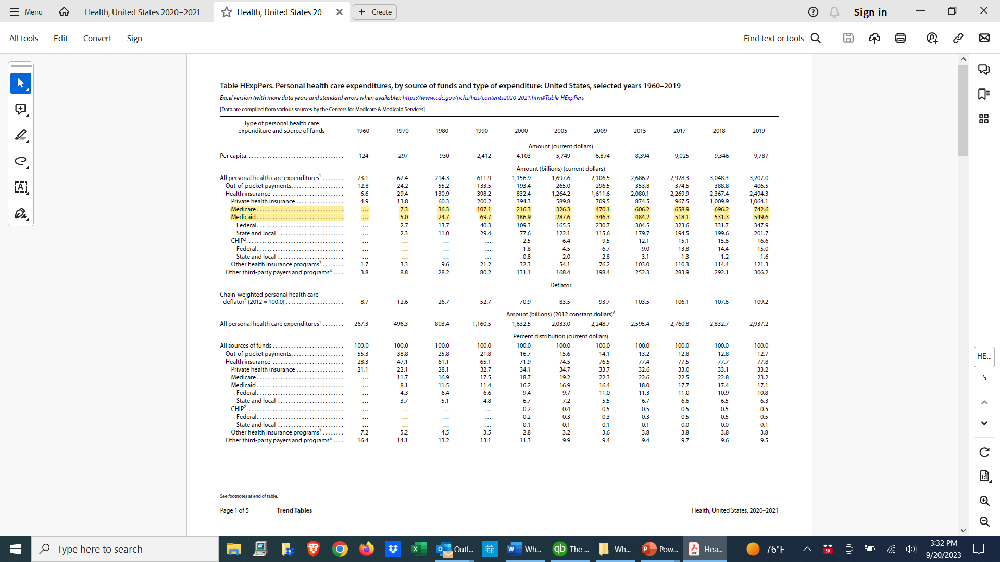 Menu
Health, United States 2020–2021
Health, United States 20...
Create
Sign in
All tools Edit Convert Sign
Find text or tools
Table HExpPers. Personal health care expenditures, by source of funds and type of expenditure: United States, selected years 1960–2019
Excel version (with more data years and standard errors when available): https://www.cdc.gov/nchs/hus/contents2020-2021.htm#Table-HExpPers
[Data are compiled from various sources by the Centers for Medicare & Medicaid Services]
Type of personal health care
expenditure and source of funds 1960 1970 1980 1990 2000 2005 2009 2015 2017 2018 2019
Amount (current dollars)
Per capita..................................... 124 297 930 2,412 4,103 5,749 6,874 8,394 9,025 9,346 9,787
Amount (billions) (current dollars)
All personal health care expenditures¹ ........ 23.1 62.4 214.3 611.9 1,156.9 1,697.6 2,106.5 2,686.2 2,928.3 3,048.3 3,207.0
Out-of-pocket payments.................... 12.8 24.2 55.2 133.5 193.4 265.0 296.5 353.8 374.5 388.8 406.5
Health insurance ........................... 6.6 29.4 130.9 398.2 832.4 1,264.2 1,611.6 2,080.1 2,269.9 2,367.4 2,494.3
Private health insurance .................. 4.9 13.8 60.3 200.2 394.3 589.8 709.5 874.5 967.5 1,009.9 1,064.1
Medicare................................. ... 7.3 36.3 107.1 216.3 326.3 470.1 606.2 658.9 696.2 742.6
Medicaid................................. ... 5.0 24.7 69.7 186.9 287.6 346.3 484.2 518.1 531.3 549.6
Federal................................. ... 2.7 13.7 40.3 109.3 165.5 230.7 304.5 323.6 331.7 347.9
State and local ......................... ... 2.3 11.0 29.4 77.6 122.1 115.6 179.7 194.5 199.6 201.7
CHIP²..................................... ... ... ... ... 2.5 6.4 9.5 12.1 15.1 15.6 16.6
Federal................................. ... ... ... ... 1.8 4.5 6.7 9.0 13.8 14.4 15.0
State and local ......................... ... ... ... ... 0.8 2.0 2.8 3.1 1.3 1.2 1.6
Other health insurance programs³ ........ 1.7 3.3 9.6 21.2 32.3 54.1 76.2 103.0 110.3 114.4 121.3
Other third-party payers and programs⁴ .... 3.8 8.8 28.2 80.2 131.1 168.4 198.4 252.3 283.9 292.1 306.2
Deflator
Chain-weighted personal health care
deflator⁵ (2012 = 100.0) ...................... 8.7 12.6 26.7 52.7 70.9 83.5 93.7 103.5 106.1 107.6 109.2
Amount (billions) (2012 constant dollars)⁶
All personal health care expenditures¹ ........ 267.3 496.3 803.4 1,160.5 1,632.5 2,033.0 2,248.7 2,595.4 2,760.8 2,832.7 2,937.2
Percent distribution (current dollars)
All sources of funds ........................... 100.0 100.0 100.0 100.0 100.0 100.0 100.0 100.0 100.0 100.0 100.0
Out-of-pocket payments.................... 55.3 38.8 25.8 21.8 16.7 15.6 14.1 13.2 12.8 12.8 12.7
Health insurance ........................... 28.3 47.1 61.1 65.1 71.9 74.5 76.5 77.4 77.5 77.7 77.8
Private health insurance .................. 21.1 22.1 28.1 32.7 34.1 34.7 33.7 32.6 33.0 33.1 33.2
Medicare................................. ... 11.7 16.9 17.5 18.7 19.2 22.3 22.6 22.5 22.8 23.2
Medicaid................................. ... 8.1 11.5 11.4 16.2 16.9 16.4 18.0 17.7 17.4 17.1
Federal................................. ... 4.3 6.4 6.6 9.4 9.7 11.0 11.3 11.0 10.9 10.8
State and local ......................... ... 3.7 5.1 4.8 6.7 7.2 5.5 6.7 6.6 6.5 6.3
CHIP²..................................... ... ... ... ... 0.2 0.4 0.5 0.5 0.5 0.5 0.5
Federal................................. ... ... ... ... 0.2 0.3 0.3 0.3 0.5 0.5 0.5
State and local ......................... ... ... ... ... 0.1 0.1 0.1 0.1 0.0 0.0 0.1
Other health insurance programs³ ........ 7.2 5.2 4.5 3.5 2.8 3.2 3.6 3.8 3.8 3.8 3.8
Other third-party payers and programs⁴ .... 16.4 14.1 13.2 13.1 11.3 9.9 9.4 9.4 9.7 9.6 9.5
See footnotes at end of table.
Page 1 of 5 Trend Tables Health, United States, 2020–2021
HE...
5
1:1
Type here to search
Outl...
Wh...
The ...
Wh...
Pow...
Hea...
76°F
50
3:32 PM
9/20/2023